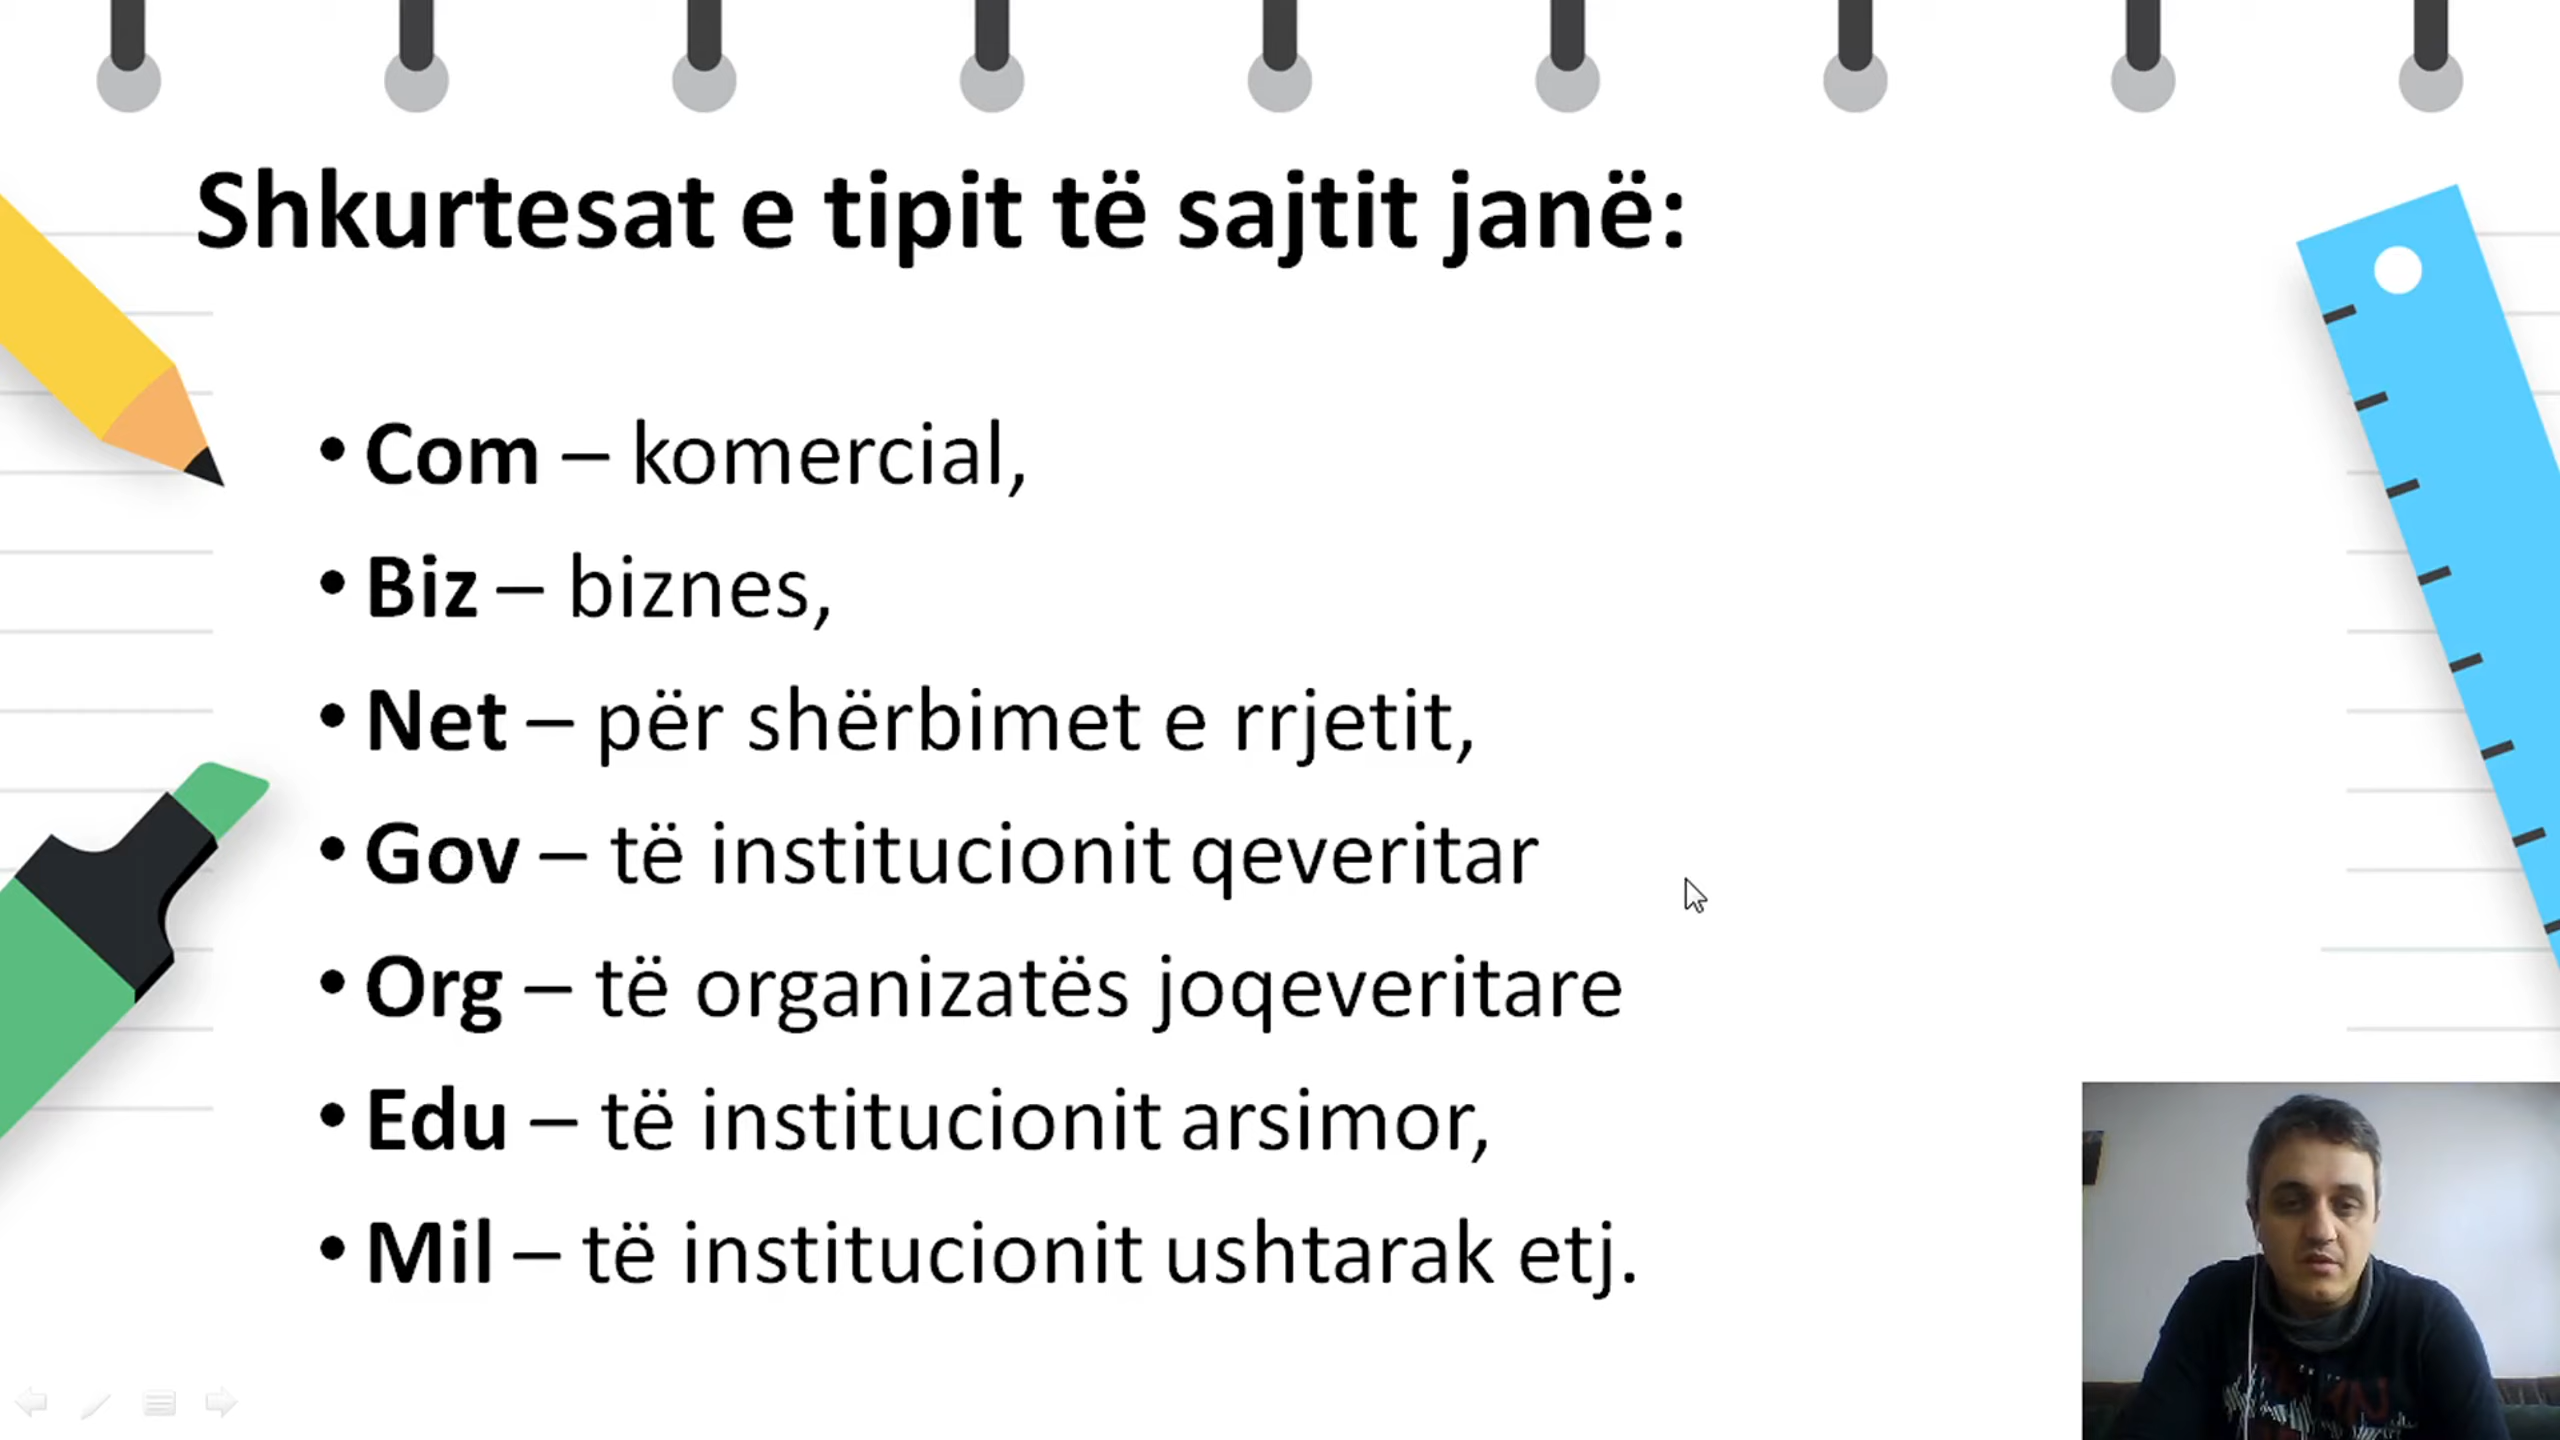 Shkurtesat e tipit të sajtit janë:
• Com – komercial,
• Biz – biznes,
• Net – për shërbimet e rrjetit,
• Gov – të institucionit qeveritar
• Org – të organizatës joqeveritare
• Edu – të institucionit arsimor,
• Mil – të institucionit ushtarak etj.